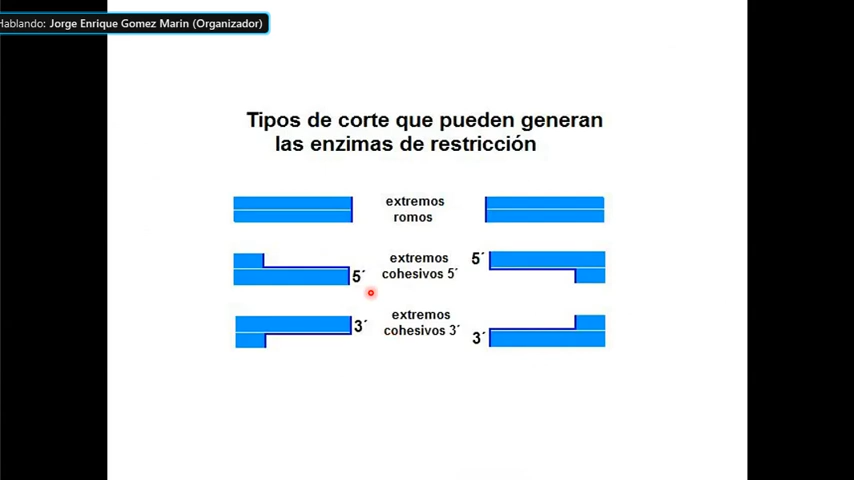 Hablando: Jorge Enrique Gomez Marin (Organizador)
Tipos de corte que pueden generan
las enzimas de restricción
extremos
romos
extremos
cohesivos 5´
5´
5´
extremos
cohesivos 3´
3´
3´